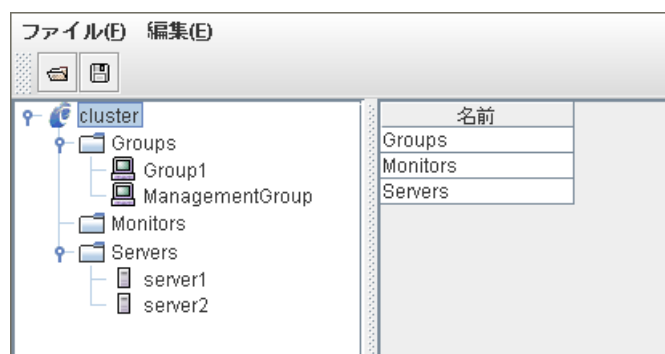 ファイル(F) 編集(E)
cluster
Groups
Group1
ManagementGroup
Monitors
Servers
server1
server2
名前
Groups
Monitors
Servers